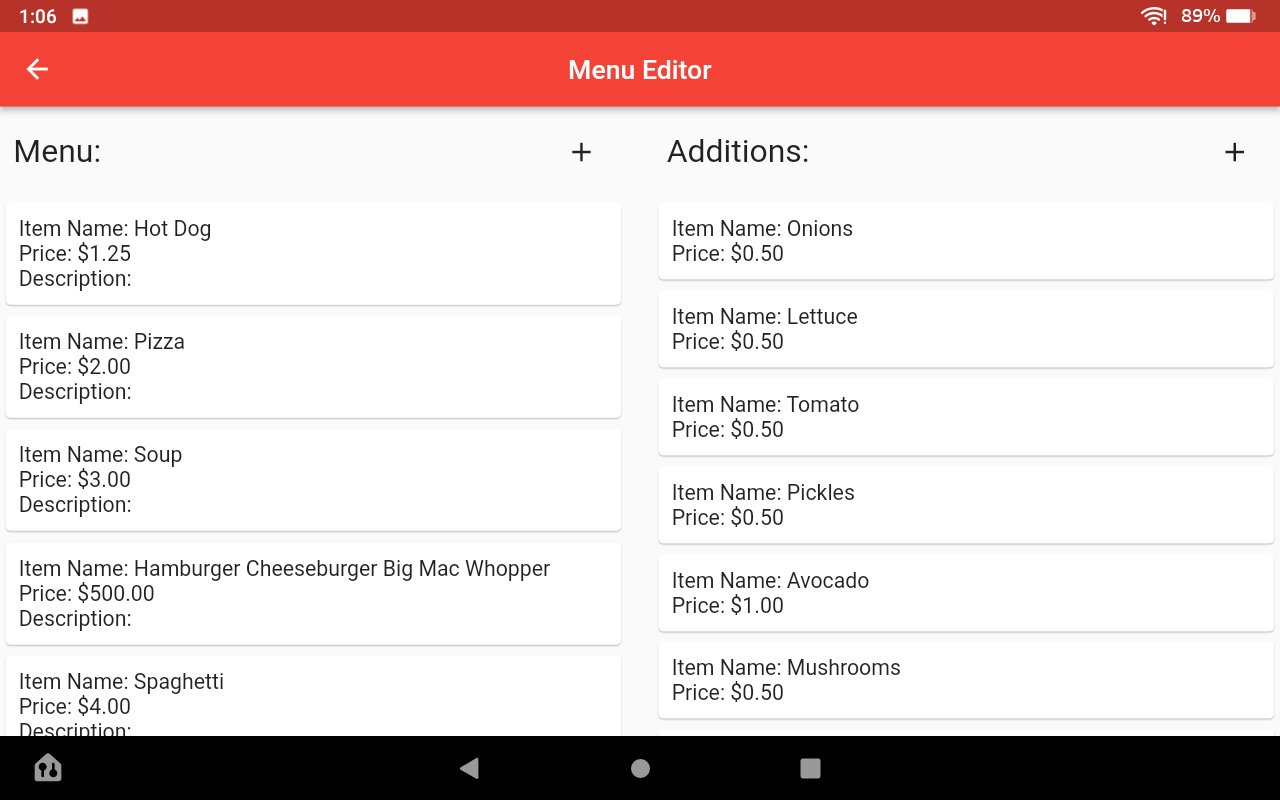 1:06
89%
Menu Editor
Menu:
Item Name: Hot Dog
Price: $1.25
Description:
Item Name: Pizza
Price: $2.00
Description:
Item Name: Soup
Price: $3.00
Description:
Item Name: Hamburger Cheeseburger Big Mac Whopper
Price: $500.00
Description:
Item Name: Spaghetti
Price: $4.00
Description:
Additions:
Item Name: Onions
Price: $0.50
Item Name: Lettuce
Price: $0.50
Item Name: Tomato
Price: $0.50
Item Name: Pickles
Price: $0.50
Item Name: Avocado
Price: $1.00
Item Name: Mushrooms
Price: $0.50